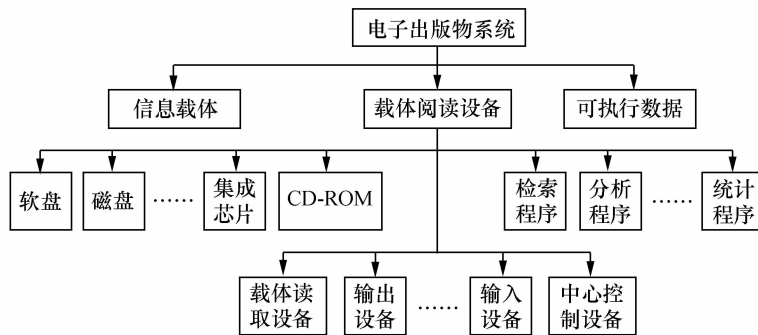 电子出版物系统
信息载体
载体阅读设备
可执行数据
软盘
磁盘
……
集成
芯片
CD-ROM
检索
程序
分析
程序
……
统计
程序
载体读
取设备
输出
设备
……
输入
设备
中心控
制设备